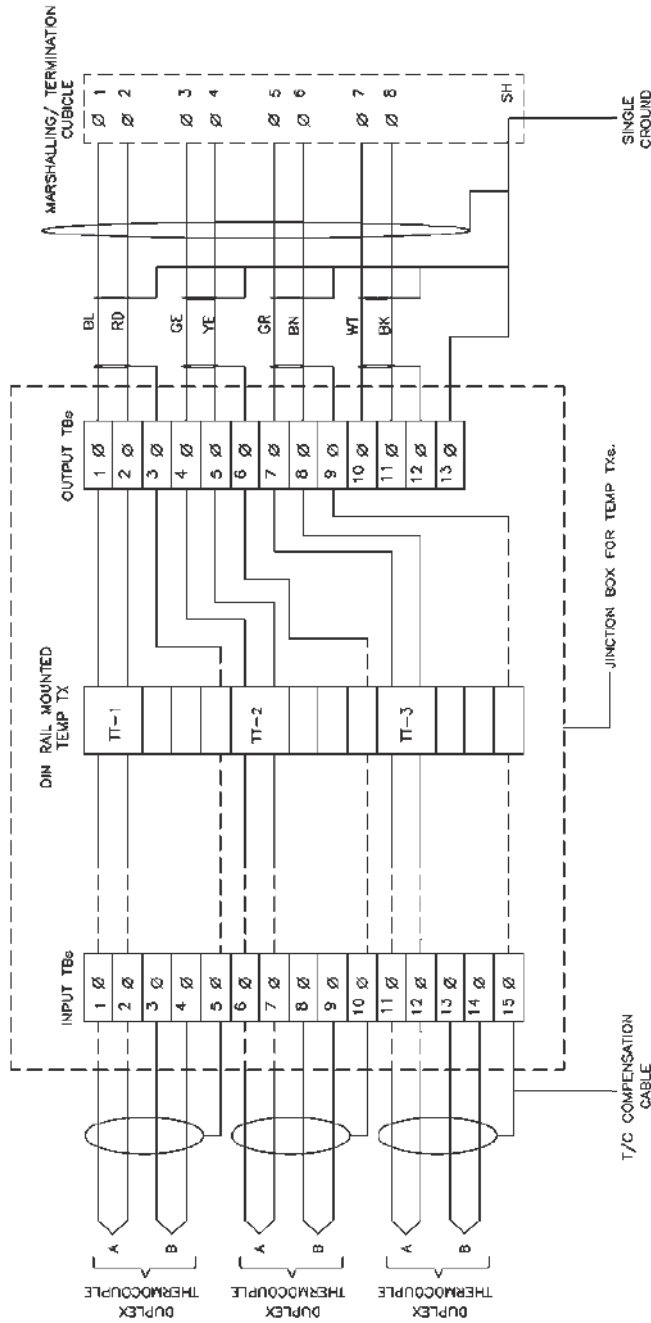 MARSHALLING/ TERMINATION
CUBICLE
DIN RAIL MOUNTED
TEMP TX
INPUT TBs
OUTPUT TBs
DUPLEX
THERMOCOUPLE
A
B
DUPLEX
THERMOCOUPLE
A
B
DUPLEX
THERMOCOUPLE
A
B
1 Ø
2 Ø
3 Ø
4 Ø
5 Ø
6 Ø
7 Ø
8 Ø
9 Ø
10 Ø
11 Ø
12 Ø
13 Ø
14 Ø
15 Ø
TT-1
TT-2
TT-3
1 Ø
2 Ø
3 Ø
4 Ø
5 Ø
6 Ø
7 Ø
8 Ø
9 Ø
10 Ø
11 Ø
12 Ø
13 Ø
BL
RD
GE
YE
GR
BN
WT
BK
Ø 1
Ø 2
Ø 3
Ø 4
Ø 5
Ø 6
Ø 7
Ø 8
SH
T/C COMPENSATION
CABLE
JINCTION BOX FOR TEMP TXs.
SINGLE
CROUND